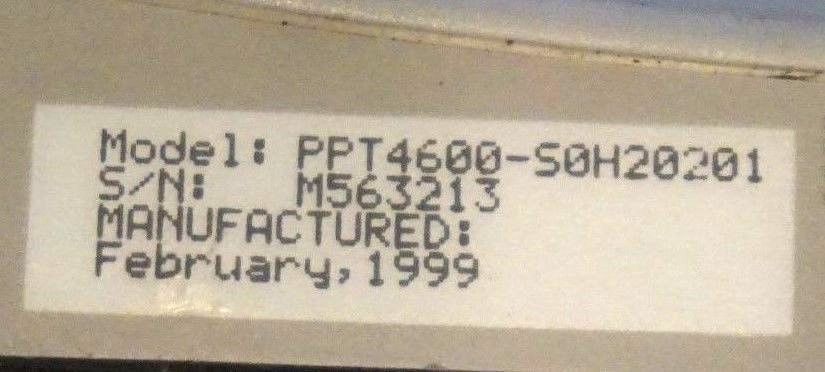 Model: PPT4600-S0H20201
S/N: M563213
MANUFACTURED:
February,1999